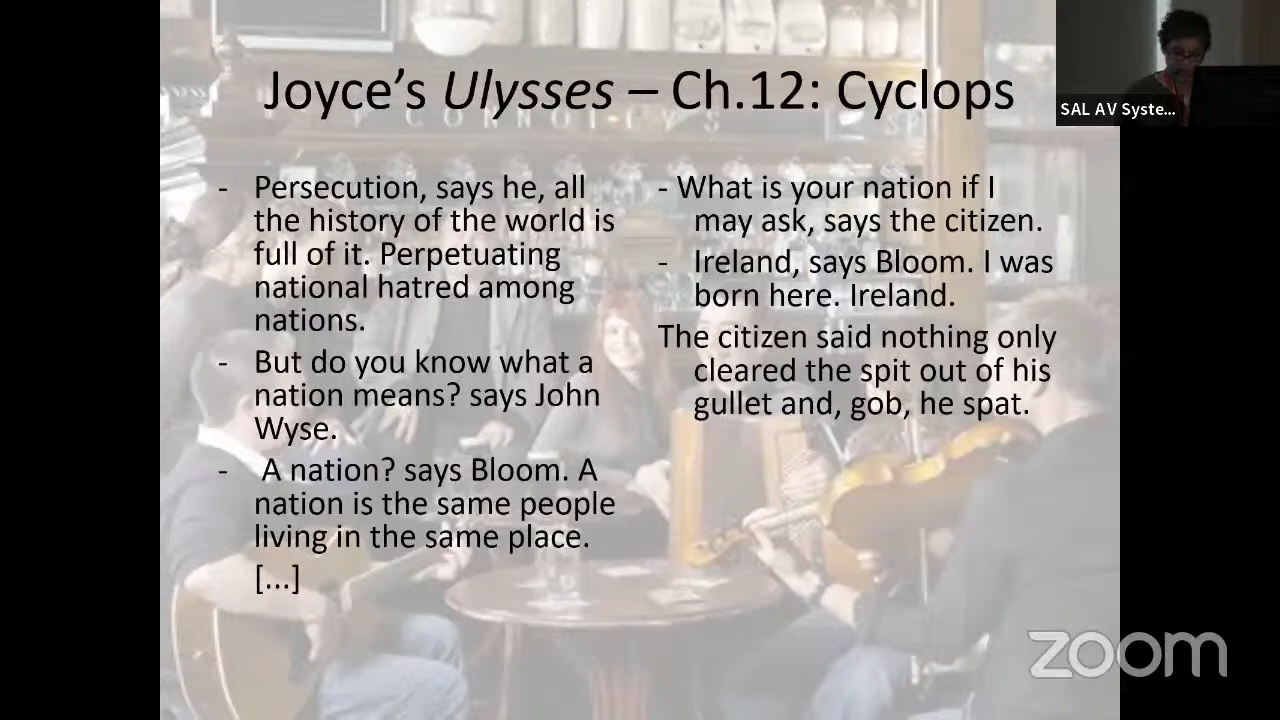 Joyce's Ulysses – Ch.12: Cyclops
- Persecution, says he, all
the history of the world is
full of it. Perpetuating
national hatred among
nations.
- But do you know what a
nation means? says John
Wyse.
- A nation? says Bloom. A
nation is the same people
living in the same place.
[...]
- What is your nation if I
may ask, says the citizen.
- Ireland, says Bloom. I was
born here. Ireland.
The citizen said nothing only
cleared the spit out of his
gullet and, gob, he spat.
SAL AV Syste...
CONNOLLY'S
zoom